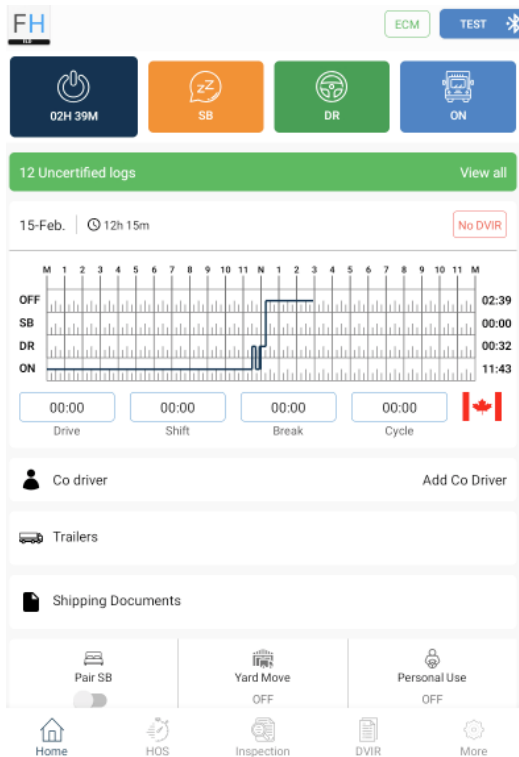 FH
ELD
ECM
TEST
02H 39M
zZ
SB
DR
ON
12 Uncertified logs
View all
15-Feb.
12h 15m
No DVIR
M 1 2 3 4 5 6 7 8 9 10 11 N 1 2 3 4 5 6 7 8 9 10 11 M
OFF 02:39
SB 00:00
DR 00:32
ON 11:43
00:00 00:00 00:00 00:00
Drive Shift Break Cycle
Co driver
Add Co Driver
Trailers
Shipping Documents
Pair SB Yard Move Personal Use
OFF OFF
Home HOS Inspection DVIR More